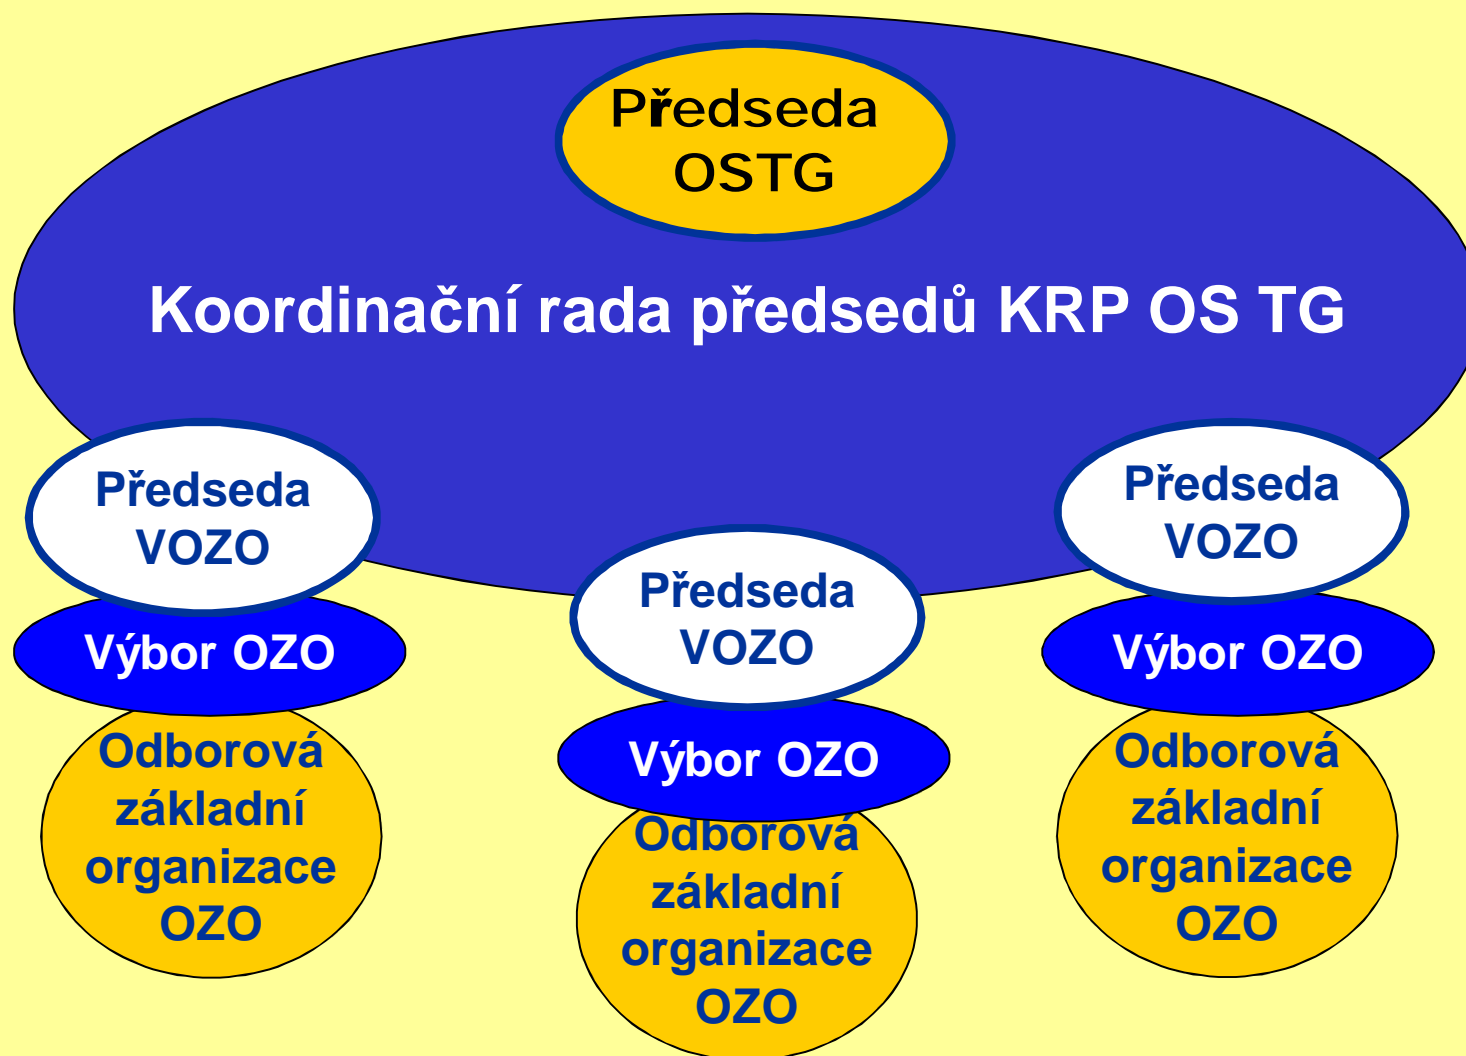 Předseda
OSTG
Koordinační rada předsedů KRP OS TG
Předseda
VOZO
Výbor OZO
Odborová
základní
organizace
OZO
Předseda
VOZO
Výbor OZO
Odborová
základní
organizace
OZO
Předseda
VOZO
Výbor OZO
Odborová
základní
organizace
OZO